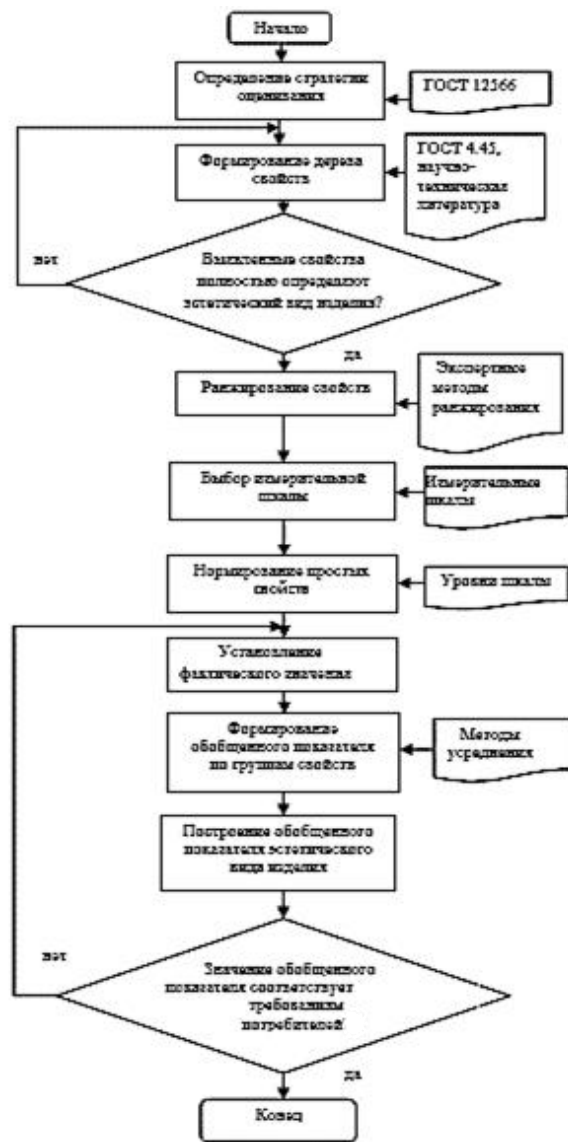 Начало
Определение стратегии
оценивания
ГОСТ 12566
Формирование дерева
свойств
ГОСТ 4.45,
научно-
техническая
литература
нет
Выявленные свойства
полностью определяют
эстетический вид изделия?
да
Ранжирование свойств
Экспертные
методы
ранжирования
Выбор измерительной
шкалы
Измерительные
шкалы
Нормирование простых
свойств
Уровни шкалы
Установление
фактического значения
Формирование
обобщенного показателя
по группам свойств
Методы
усреднения
Построение обобщенного
показателя эстетического
вида изделия
нет
Значение обобщенного
показателя соответствует
требованиям
потребителей
да
Конец